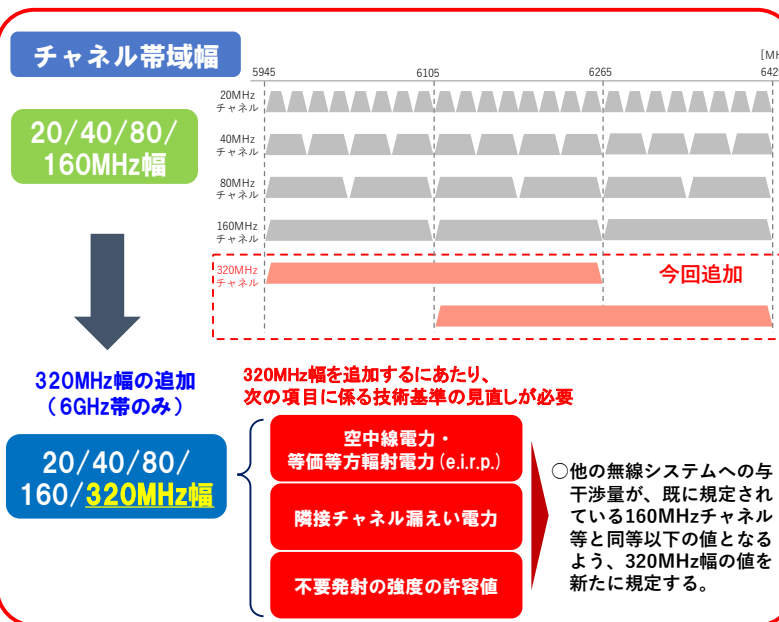 チャネル帯域幅
[MH
5945 6105 6265 642
20MHz
チャネル
20/40/80/
160MHz幅
40MHz
チャネル
80MHz
チャネル
160MHz
チャネル
320MHz
チャネル
今回追加
320MHz幅の追加
（6GHz帯のみ）
320MHz幅を追加するにあたり、
次の項目に係る技術基準の見直しが必要
20/40/80/
160/320MHz幅
空中線電力・
等価等方輻射電力(e.i.r.p.)
隣接チャネル漏えい電力
不要発射の強度の許容値
○他の無線システムへの与
干渉量が、既に規定され
ている160MHzチャネル
等と同等以下の値となる
よう、320MHz幅の値を
新たに規定する。